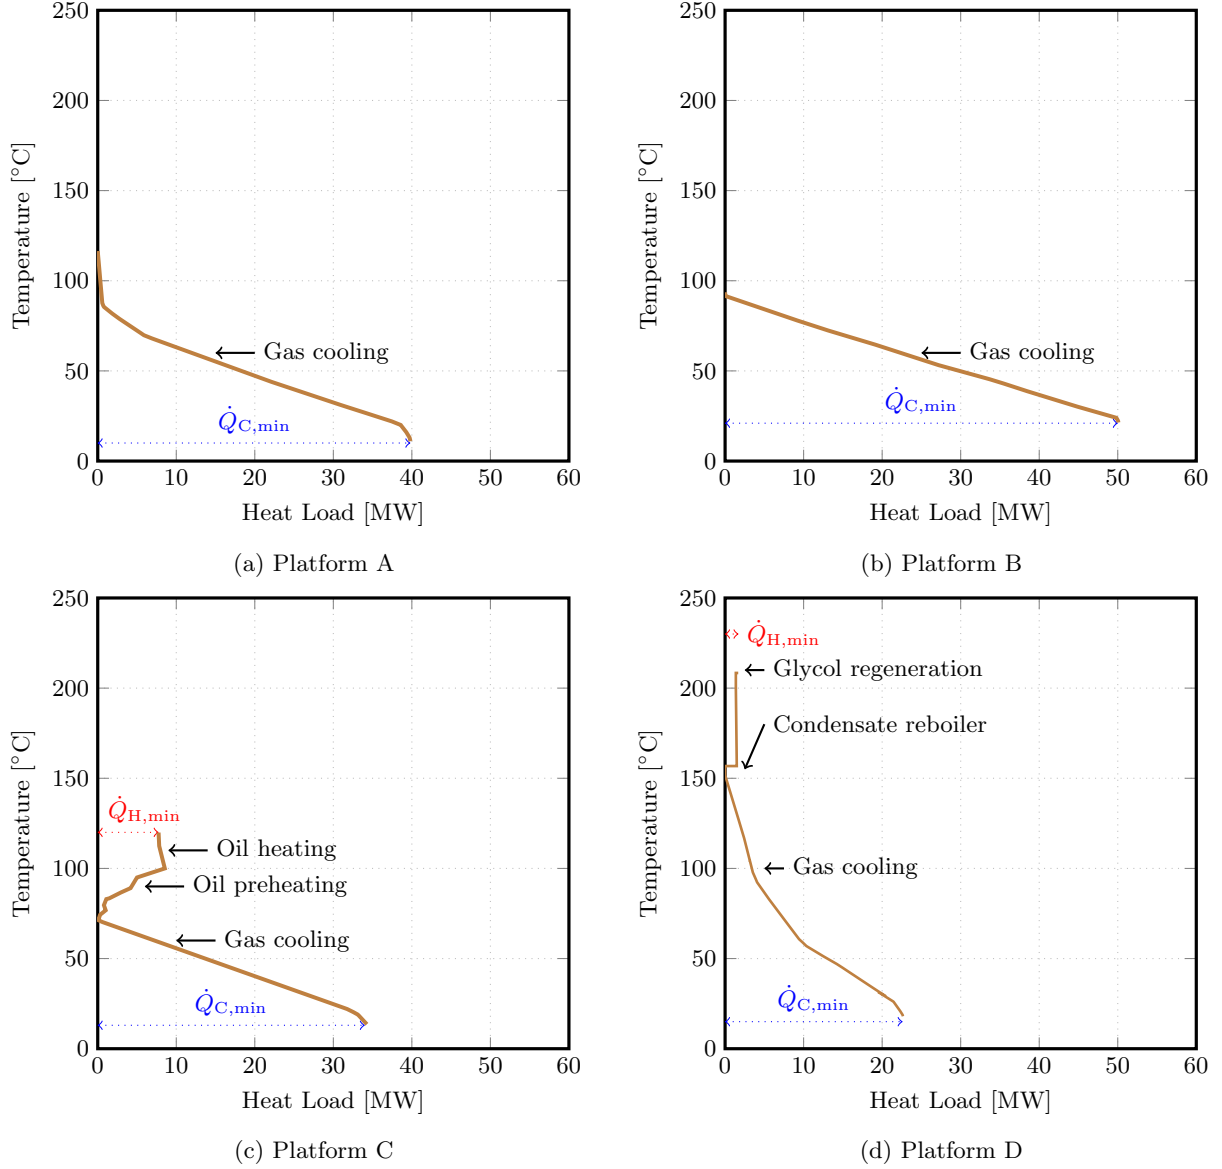 250
200
150
100
50
0
Temperature [°C]
Gas cooling
Q̇C,min
0 10 20 30 40 50 60
Heat Load [MW]
(a) Platform A
250
200
150
100
50
0
Temperature [°C]
Gas cooling
Q̇C,min
0 10 20 30 40 50 60
Heat Load [MW]
(b) Platform B
250
200
150
100
50
0
Temperature [°C]
Q̇H,min
Oil heating
Oil preheating
Gas cooling
Q̇C,min
0 10 20 30 40 50 60
Heat Load [MW]
(c) Platform C
250
200
150
100
50
0
Temperature [°C]
Q̇H,min
Glycol regeneration
Condensate reboiler
Gas cooling
Q̇C,min
0 10 20 30 40 50 60
Heat Load [MW]
(d) Platform D